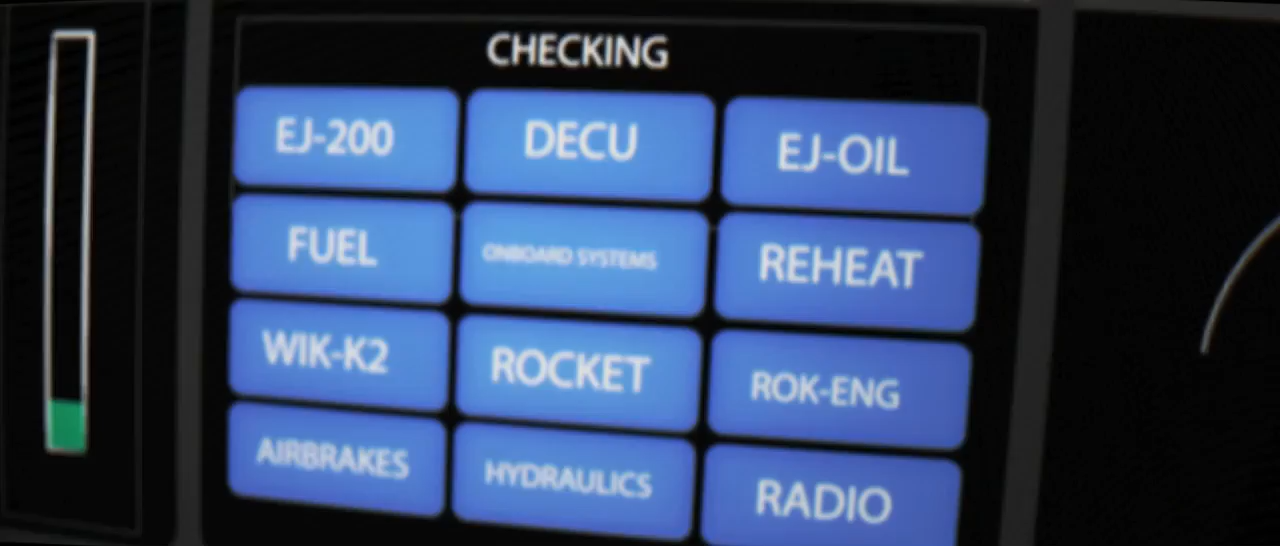 CHECKING
EJ-200
DECU
EJ-OIL
FUEL
ONBOARD SYSTEMS
REHEAT
WIK-K2
ROCKET
ROK-ENG
AIRBRAKES
HYDRAULICS
RADIO